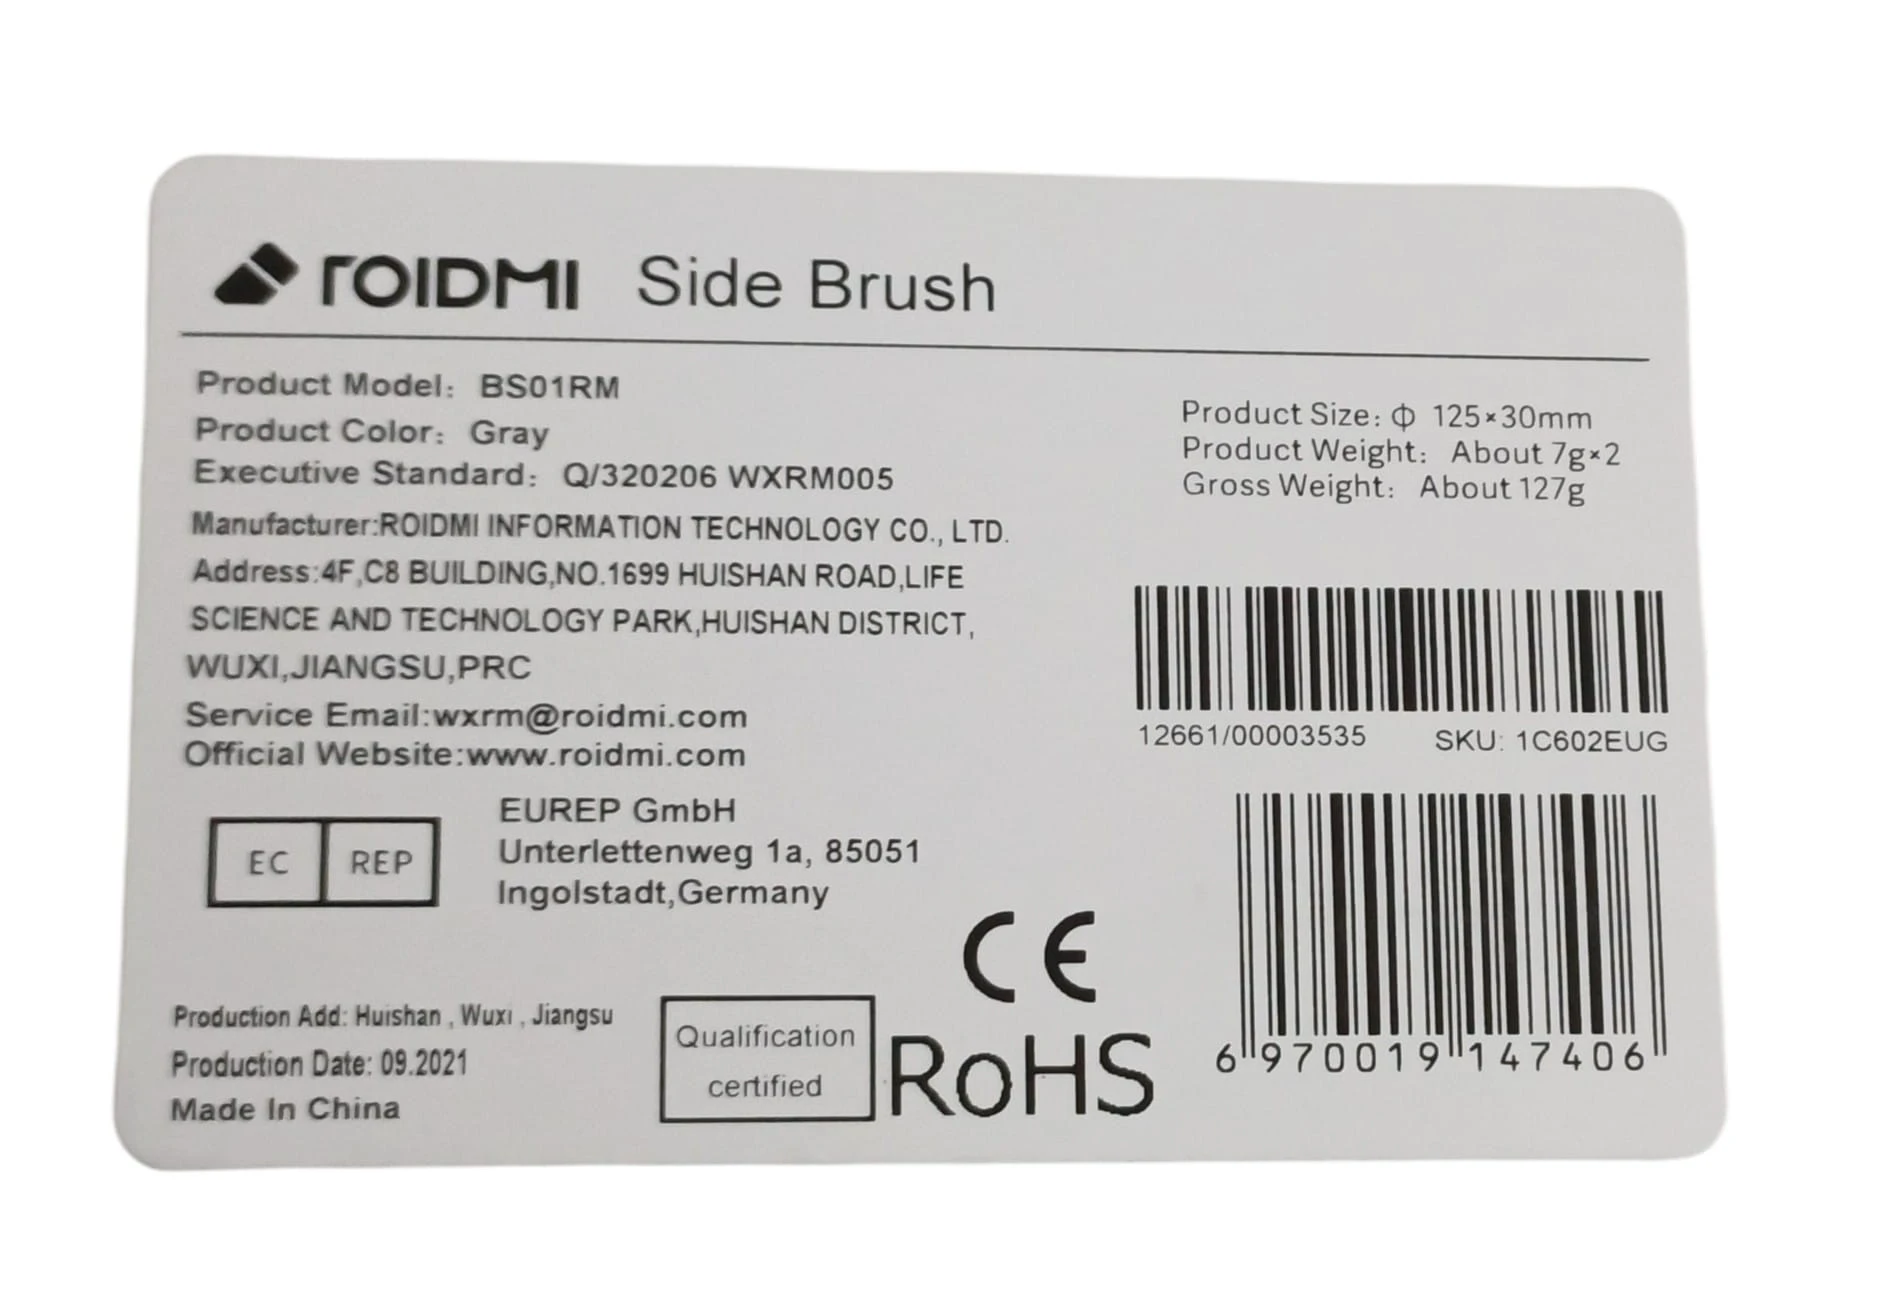 ROIDMI Side Brush
Product Model: BS01RM
Product Color: Gray
Executive Standard: Q/320206 WXRM005
Manufacturer:ROIDMI INFORMATION TECHNOLOGY CO., LTD.
Address:4F,C8 BUILDING,NO.1699 HUISHAN ROAD,LIFE
SCIENCE AND TECHNOLOGY PARK,HUISHAN DISTRICT,
WUXI,JIANGSU,PRC
Service Email:wxrm@roidmi.com
Official Website:www.roidmi.com
EC REP
EUREP GmbH
Unterlettenweg 1a, 85051
Ingolstadt,Germany
Production Add: Huishan , Wuxi , Jiangsu
Production Date: 09.2021
Made In China
Qualification
certified
CE
RoHS
Product Size: Φ 125×30mm
Product Weight: About 7g×2
Gross Weight: About 127g
12661/00003535 SKU: 1C602EUG
6 970019 147406